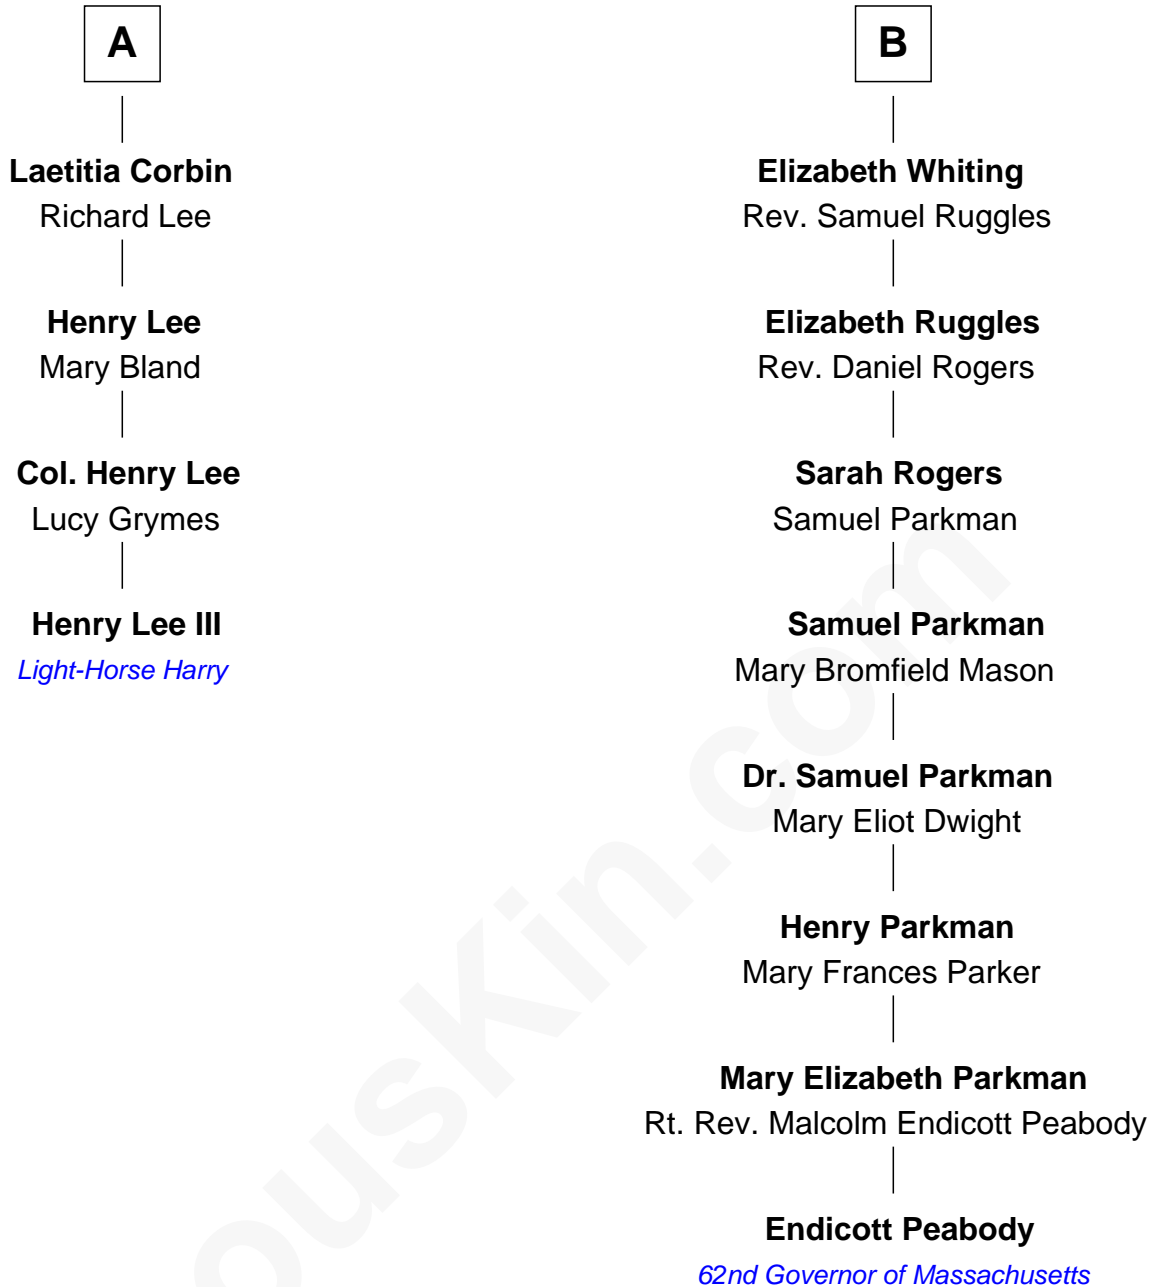 A
Laetitia Corbin
Richard Lee
Henry Lee
Mary Bland
Col. Henry Lee
Lucy Grymes
Henry Lee III
Light-Horse Harry
B
Elizabeth Whiting
Rev. Samuel Ruggles
Elizabeth Ruggles
Rev. Daniel Rogers
Sarah Rogers
Samuel Parkman
Samuel Parkman
Mary Bromfield Mason
Dr. Samuel Parkman
Mary Eliot Dwight
Henry Parkman
Mary Frances Parker
Mary Elizabeth Parkman
Rt. Rev. Malcolm Endicott Peabody
Endicott Peabody
62nd Governor of Massachusetts
ousKin.com